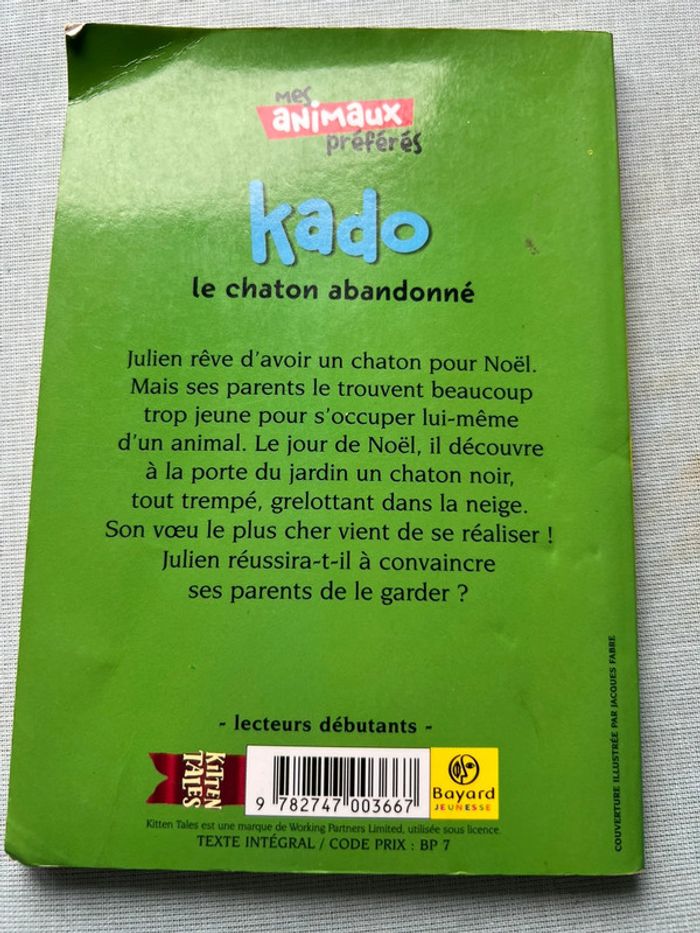 mes
animaux
préférés
kado
le chaton abandonné
Julien rêve d'avoir un chaton pour Noël.
Mais ses parents le trouvent beaucoup
trop jeune pour s'occuper lui-même
d'un animal. Le jour de Noël, il découvre
à la porte du jardin un chaton noir,
tout trempé, grelottant dans la neige.
Son vœu le plus cher vient de se réaliser !
Julien réussira-t-il à convaincre
ses parents de le garder ?
- lecteurs débutants -
KITTEN
TALES
9 782747 003667
Bayard
JEUNESSE
Kitten Tales est une marque de Working Partners Limited, utilisée sous licence.
TEXTE INTÉGRAL / CODE PRIX : BP 7
COUVERTURE ILLUSTRÉE PAR JACQUES FABRE